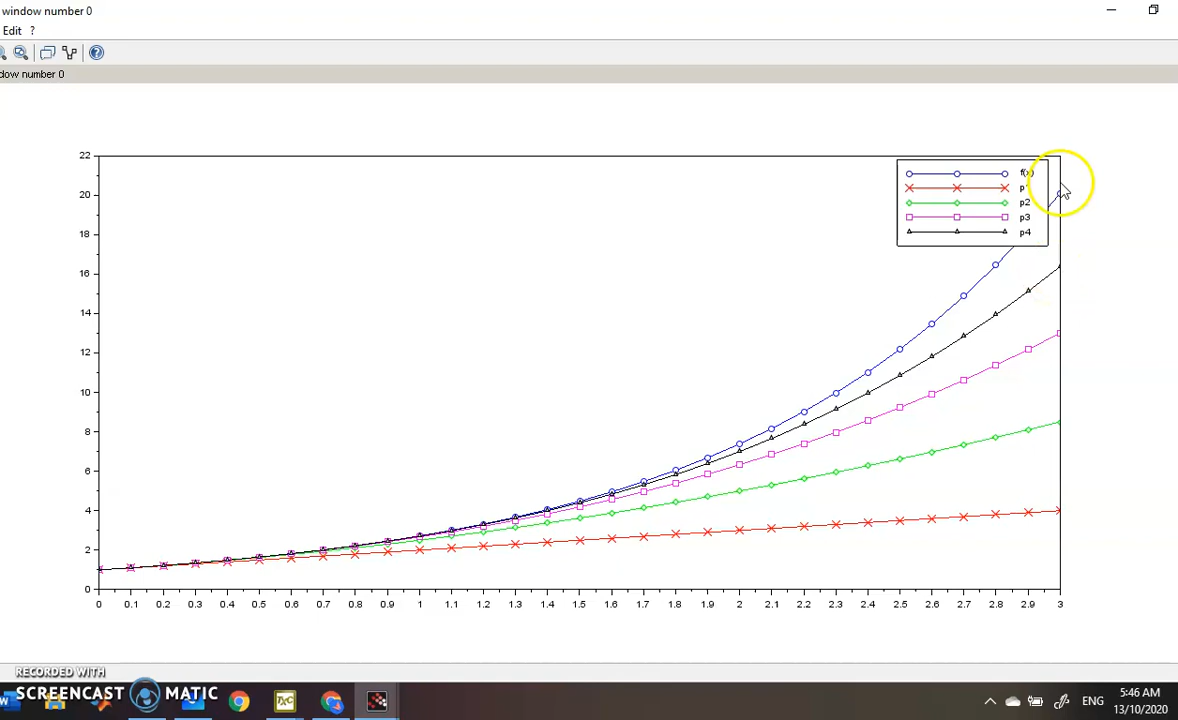 window number 0
Edit ?
dow number 0
22
20
18
16
14
12
10
8
6
4
2
0
0 0.1 0.2 0.3 0.4 0.5 0.6 0.7 0.8 0.9 1 1.1 1.2 1.3 1.4 1.5 1.6 1.7 1.8 1.9 2 2.1 2.2 2.3 2.4 2.5 2.6 2.7 2.8 2.9 3
f(x)
p1
p2
p3
p4
RECORDED WITH
SCREENCAST MATIC
ENG
5:46 AM
13/10/2020